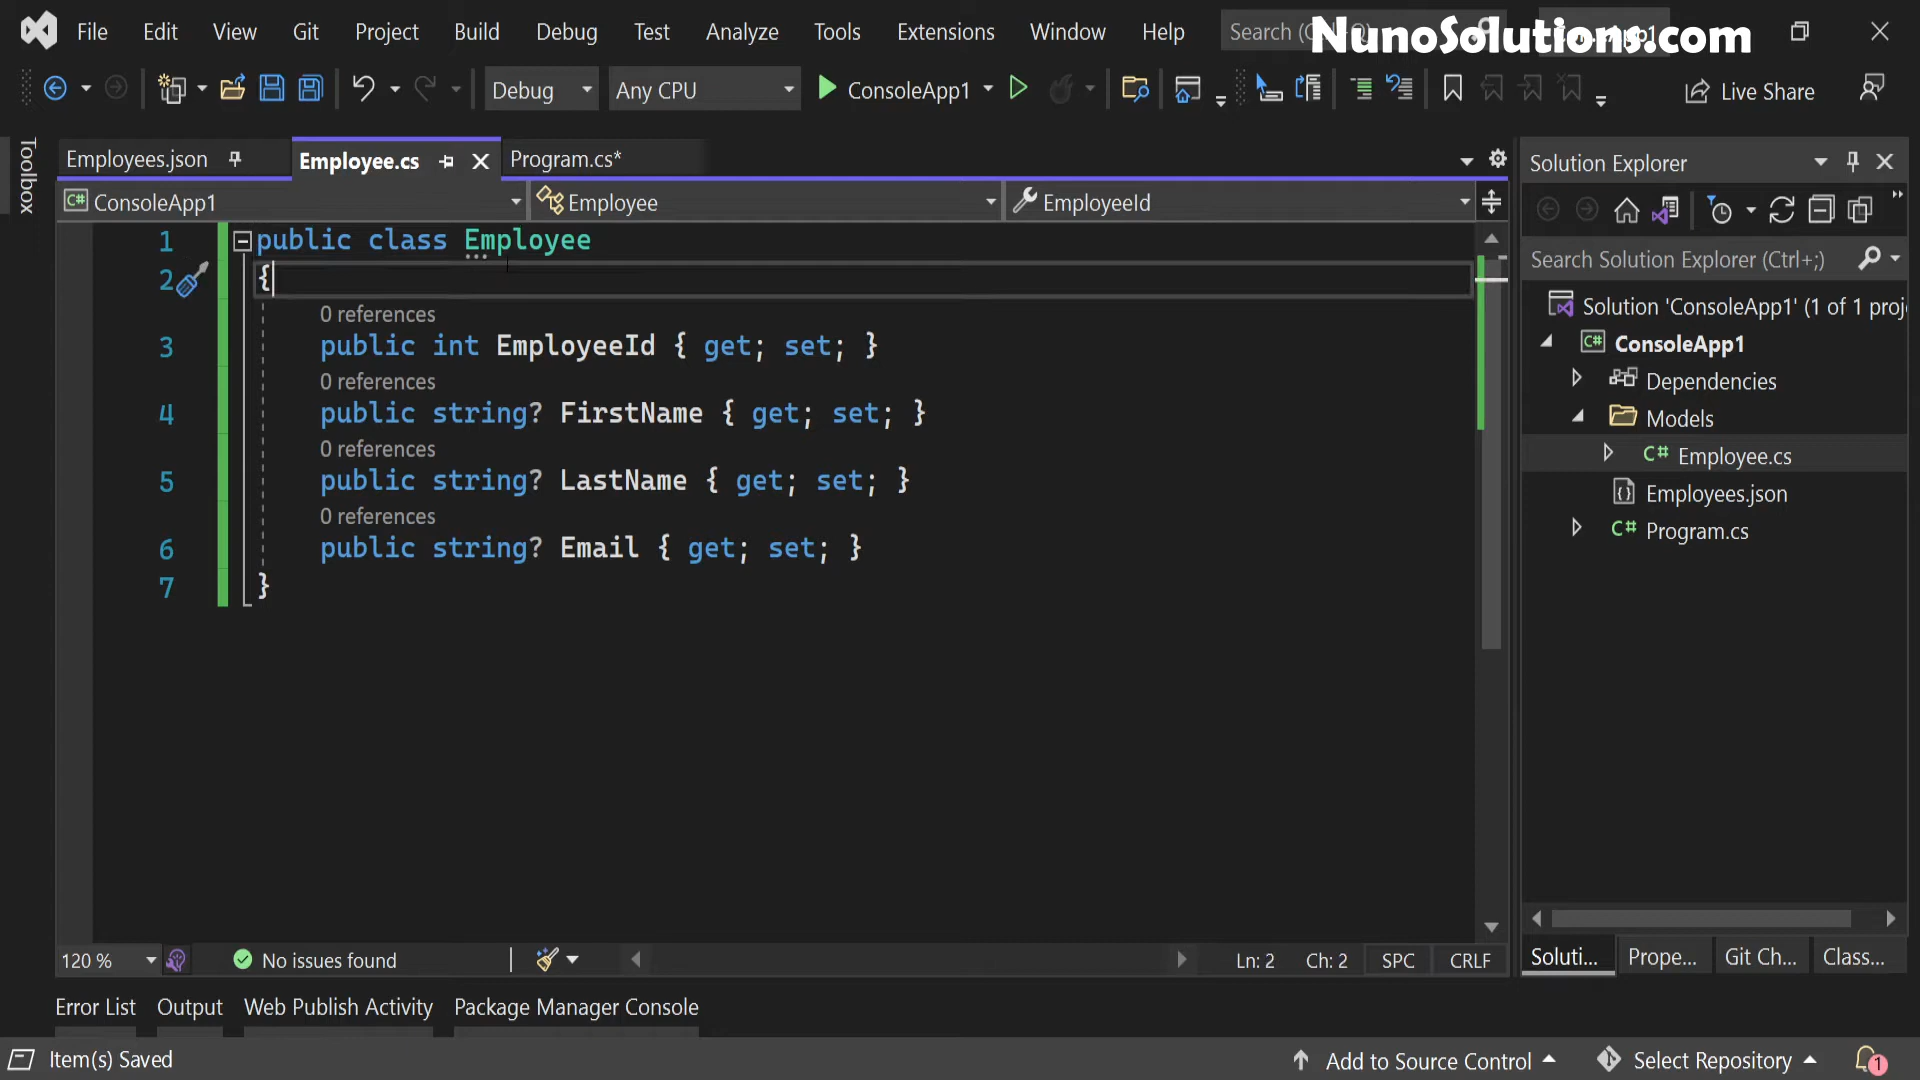 File Edit View Git Project Build Debug Test Analyze Tools Extensions Window Help
NunoSolutions.com
Debug Any CPU ConsoleApp1 Live Share
Toolbox
Employees.json Employee.cs Program.cs*
ConsoleApp1 Employee EmployeeId
1 public class Employee
2 {
0 references
3 public int EmployeeId { get; set; }
0 references
4 public string? FirstName { get; set; }
0 references
5 public string? LastName { get; set; }
0 references
6 public string? Email { get; set; }
7 }
120 % No issues found Ln: 2 Ch: 2 SPC CRLF
Solution Explorer
Search Solution Explorer (Ctrl+;)
Solution 'ConsoleApp1' (1 of 1 proj
ConsoleApp1
Dependencies
Models
C# Employee.cs
Employees.json
C# Program.cs
Soluti... Prope... Git Ch... Class...
Error List Output Web Publish Activity Package Manager Console
Item(s) Saved Add to Source Control Select Repository 1